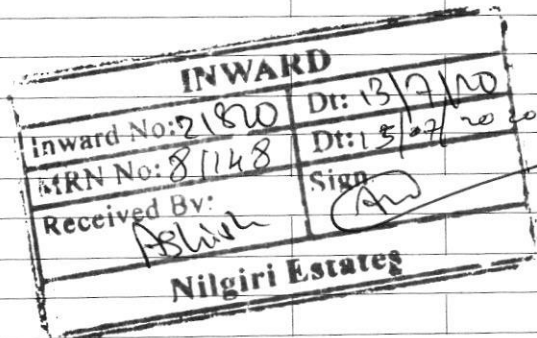 INWARD
Inward No: 21820 Dt: 13/7/20
MRN No: 81148 Dt: 15/07/2020
Received By: Sign
Ashish
Nilgiri Estates